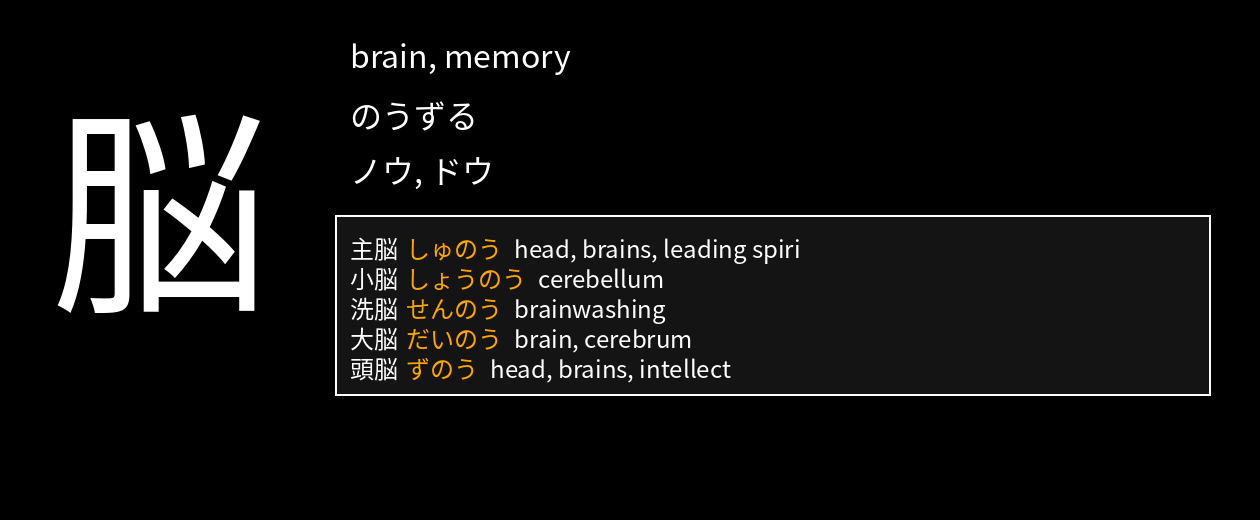 脳
brain, memory
のうずる
ノウ, ドウ
主脳 しゅのう head, brains, leading spiri
小脳 しょうのう cerebellum
洗脳 せんのう brainwashing
大脳 だいのう brain, cerebrum
頭脳 ずのう head, brains, intellect